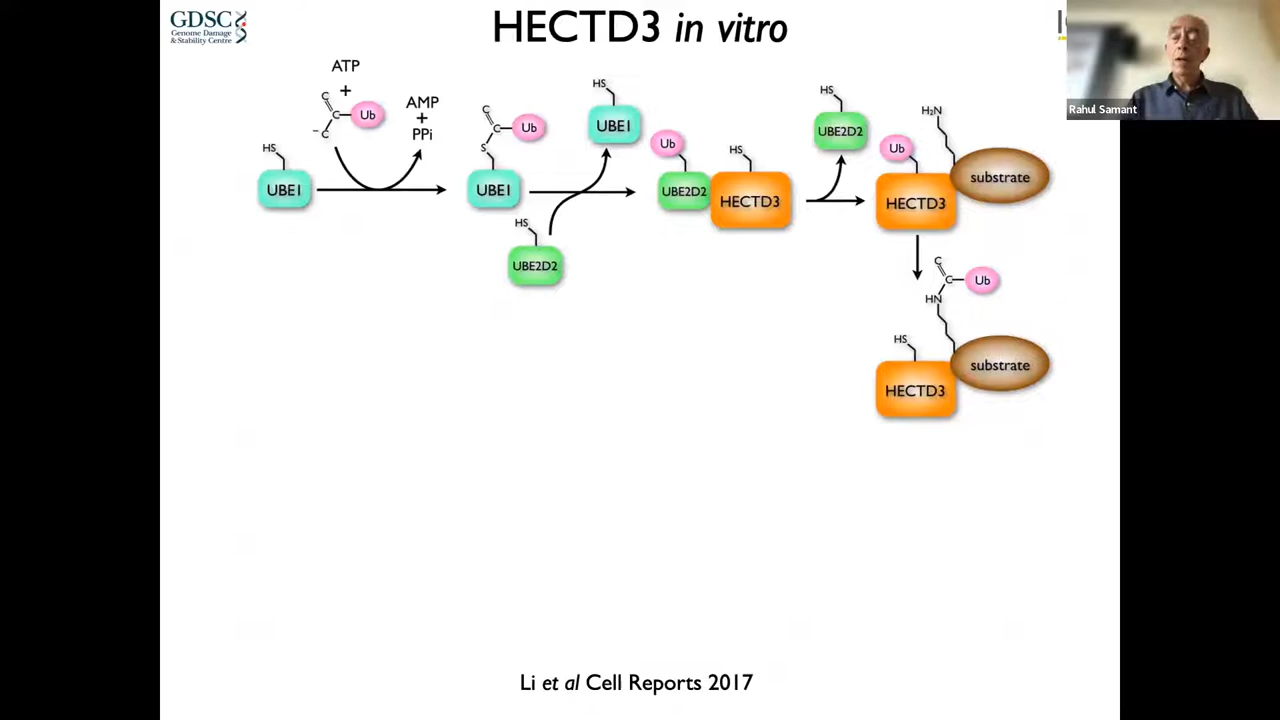 GDSC
Genome Damage
& Stability Centre
HECTD3 in vitro
Rahul Samant
ATP
+
C
C
⁻C
Ub
AMP
+
PPi
HS
UBE1
C
C
S
Ub
UBE1
HS
UBE2D2
HS
UBE1
Ub
UBE2D2
HS
HECTD3
HS
UBE2D2
H₂N
Ub
HECTD3
substrate
C
C
Ub
HN
HS
HECTD3
substrate
Li et al Cell Reports 2017